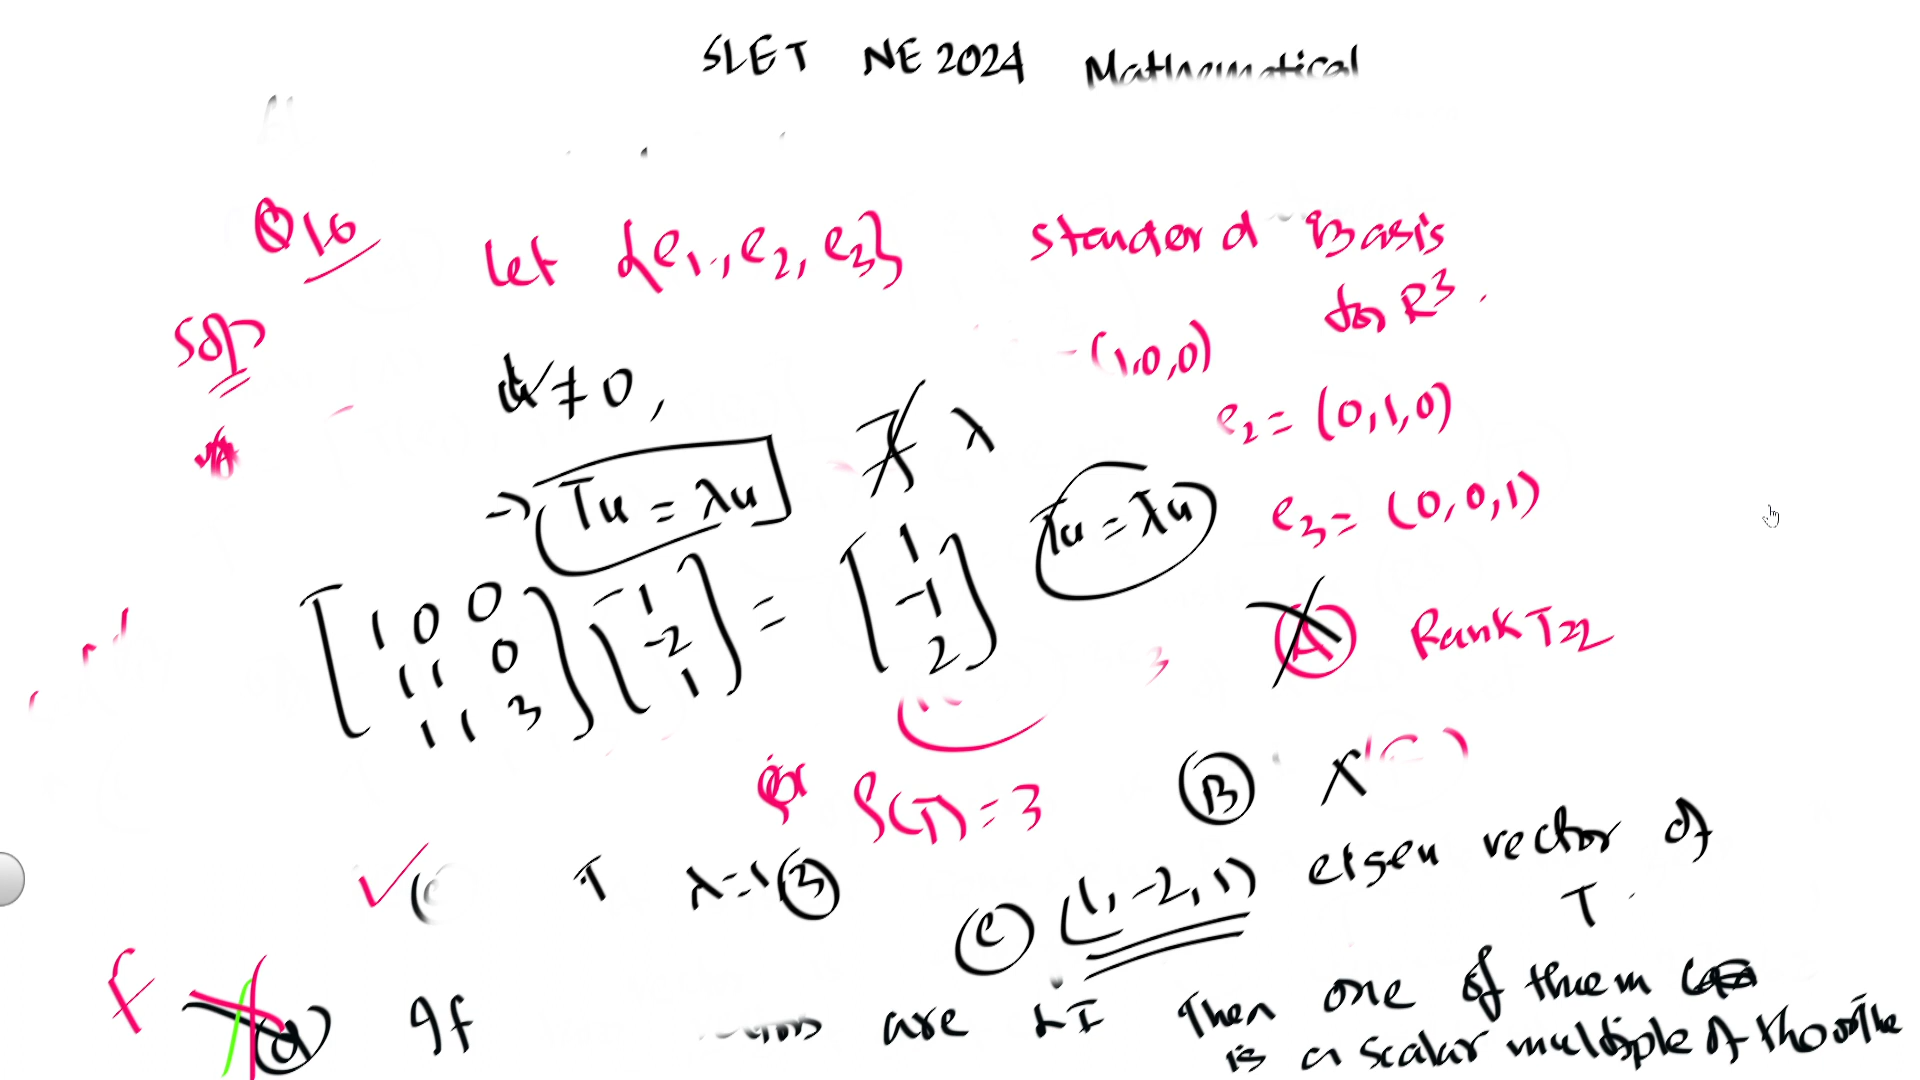 SLET NE 2024 Mathematical
Q16 Let {e1, e2, e3} standard Basis
for R³.
Sol
(1,0,0)
≠ 0,
e2 = (0,1,0)
λ
⇒ Tu = λu
Tu = λu
e3 = (0,0,1)
[1 0 0] [1] = [1]
[1 1 0] [-2] [-1]
[1 1 3] [1] [2]
3
(A) Rank T = 2
(B) X
for ρ(T) = 3
✓ (c T λ = 1, 3
(C) (1, -2, 1) eigen vector of
T.
f (d) If are LI Then one of them
is a scalar multiple of the